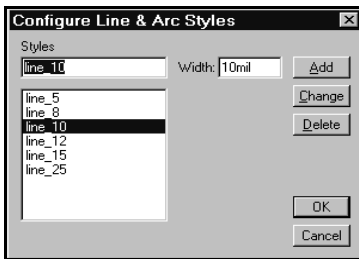 Configure Line & Arc Styles
Styles
line_10
Width: 10mil
Add
Change
Delete
line_5
line_8
line_10
line_12
line_15
line_25
OK
Cancel